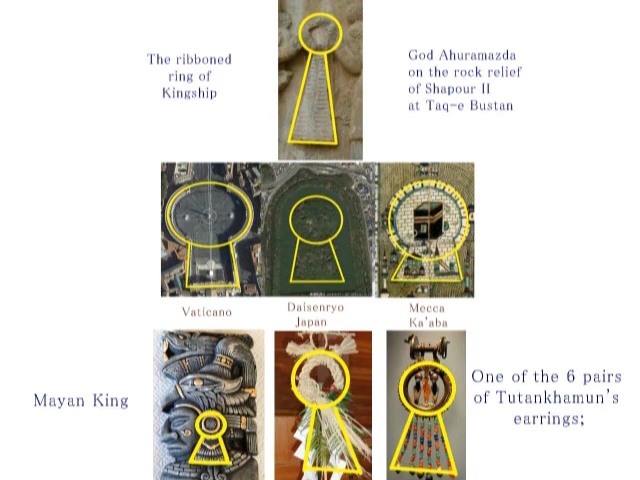 The ribboned
ring of
Kingship
God Ahuramazda
on the rock relief
of Shapour II
at Taq-e Bustan
Vaticano
Daisenryo
Japan
Mecca
Ka'aba
Mayan King
One of the 6 pairs
of Tutankhamun's
earrings;